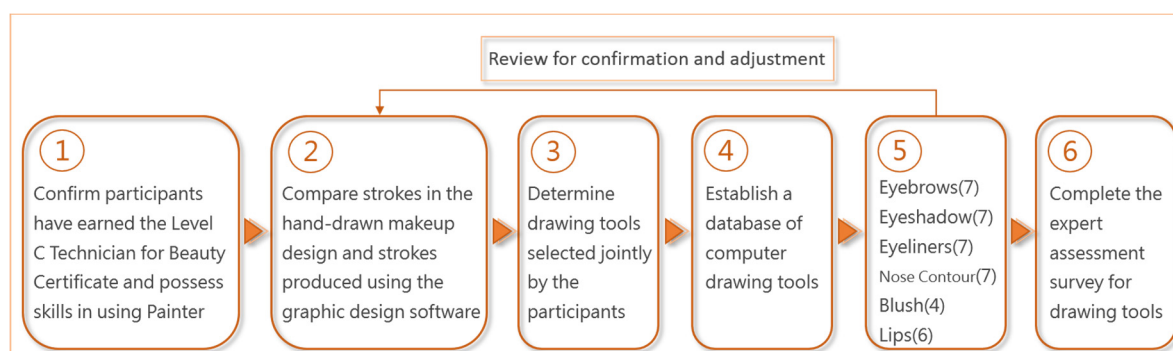 Review for confirmation and adjustment
1
Confirm participants
have earned the Level
C Technician for Beauty
Certificate and possess
skills in using Painter
2
Compare strokes in the
hand-drawn makeup
design and strokes
produced using the
graphic design software
3
Determine
drawing tools
selected jointly
by the
participants
4
Establish a
database of
computer
drawing tools
5
Eyebrows(7)
Eyeshadow(7)
Eyeliners(7)
Nose Contour(7)
Blush(4)
Lips(6)
6
Complete the
expert
assessment
survey for
drawing tools